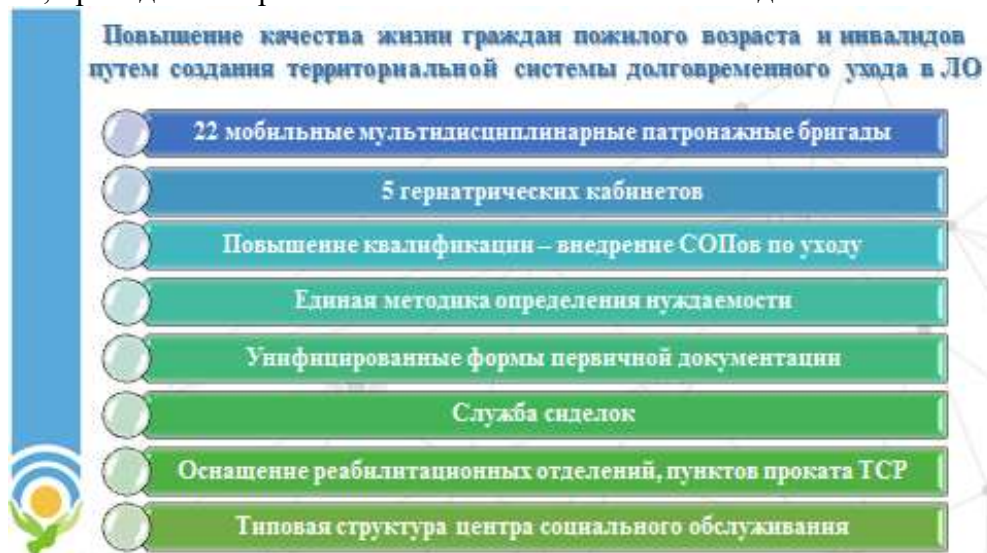 Повышение качества жизни граждан пожилого возраста и инвалидов
путем создания территориальной системы долговременного ухода в ЛО
22 мобильные мультидисциплинарные патронажные бригады
5 гериатрических кабинетов
Повышение квалификации – внедрение СОПов по уходу
Единая методика определения нуждаемости
Унифицированные формы первичной документации
Служба сиделок
Оснащение реабилитационных отделений, пунктов проката ТСР
Типовая структура центра социального обслуживания